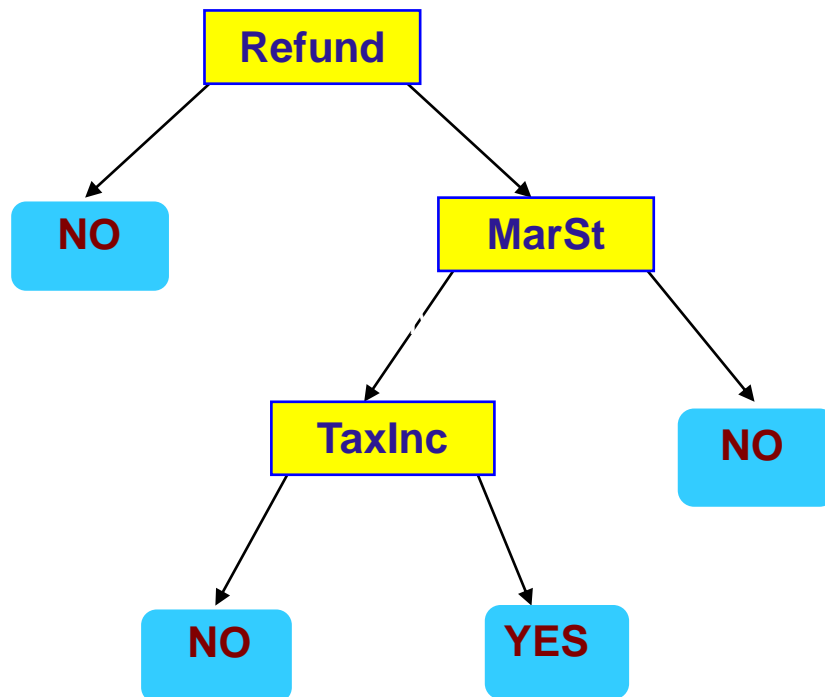 Refund
NO
MarSt
TaxInc
NO
NO
YES